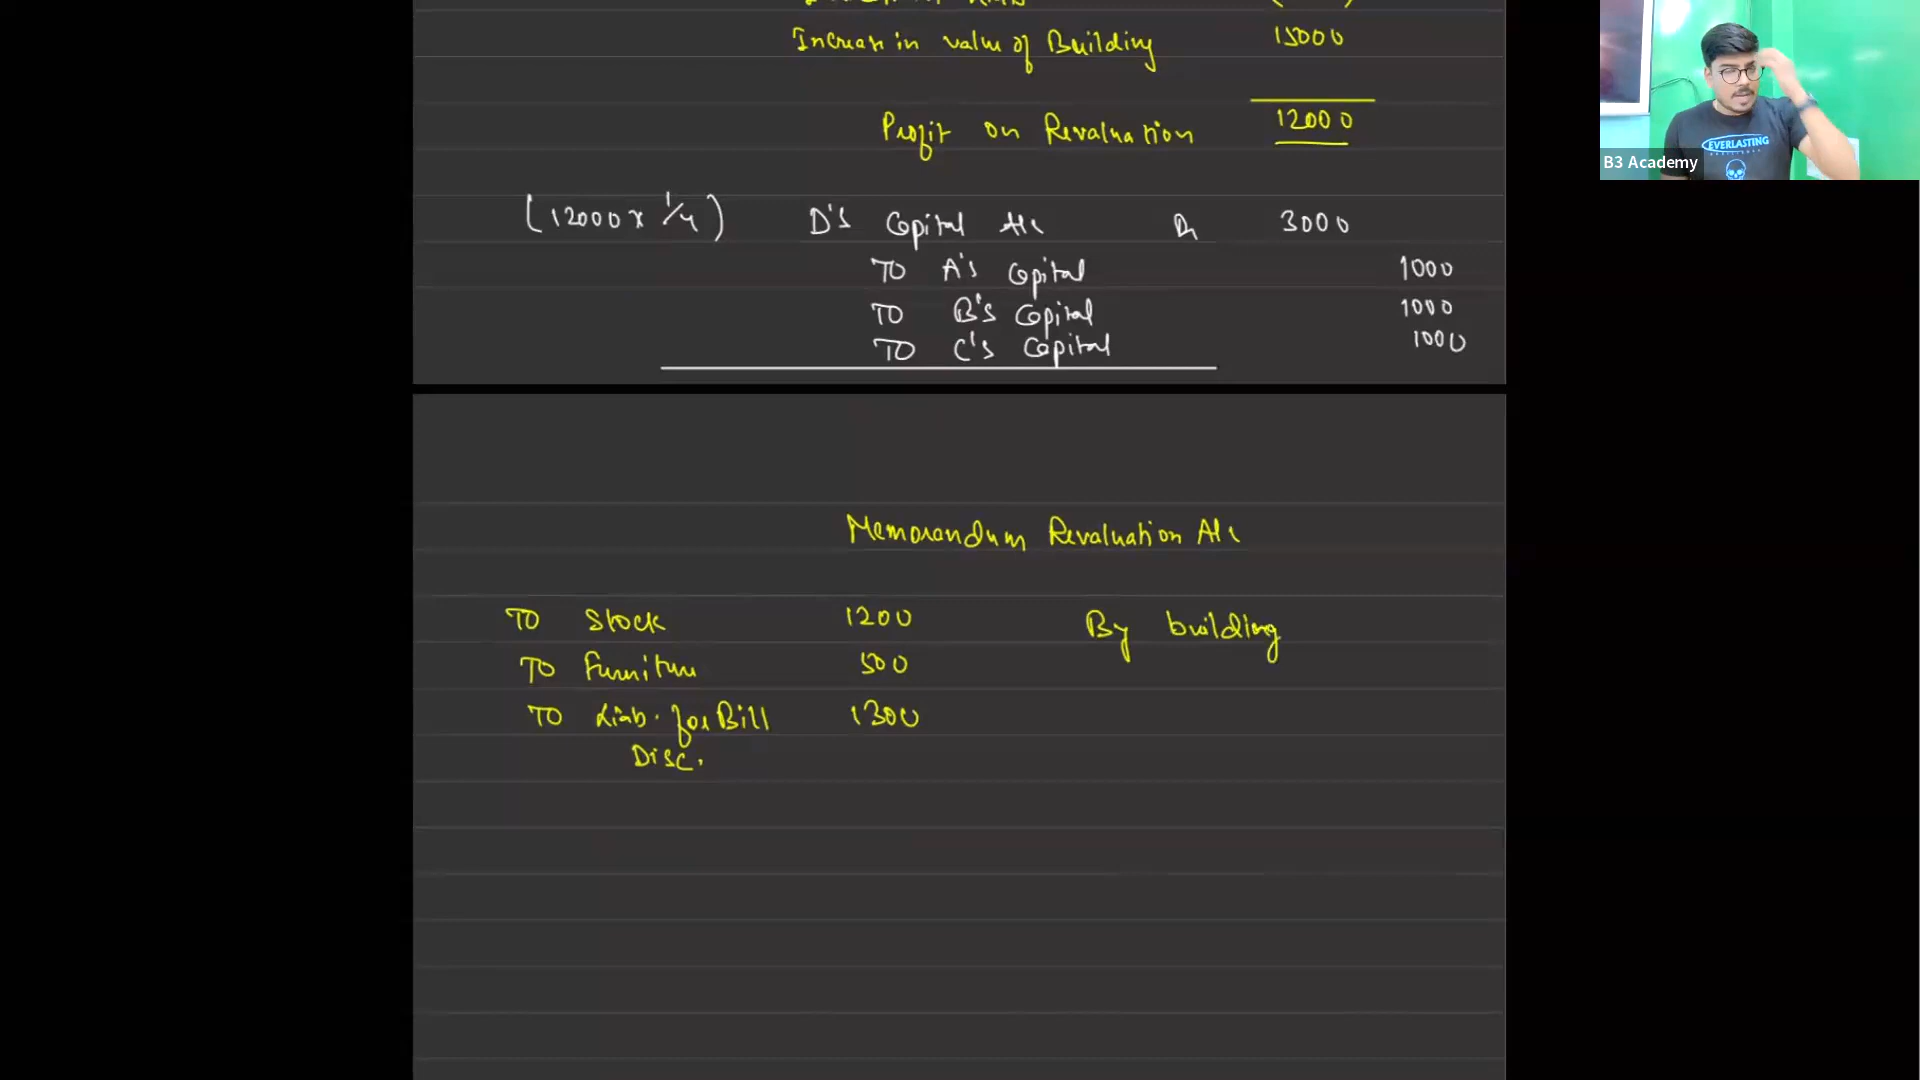 Increase in value of Building 15000
Profit on Revaluation 12000
(12000 x 1/4) D's Capital A/c Dr 3000
TO A's Capital 1000
TO B's Capital 1000
TO C's Capital 1000
Memorandum Revaluation A/c
TO Stock 1200 By building
TO Furniture 500
TO Liab. for Bill 1300
Disc.
EVERLASTING
B3 Academy